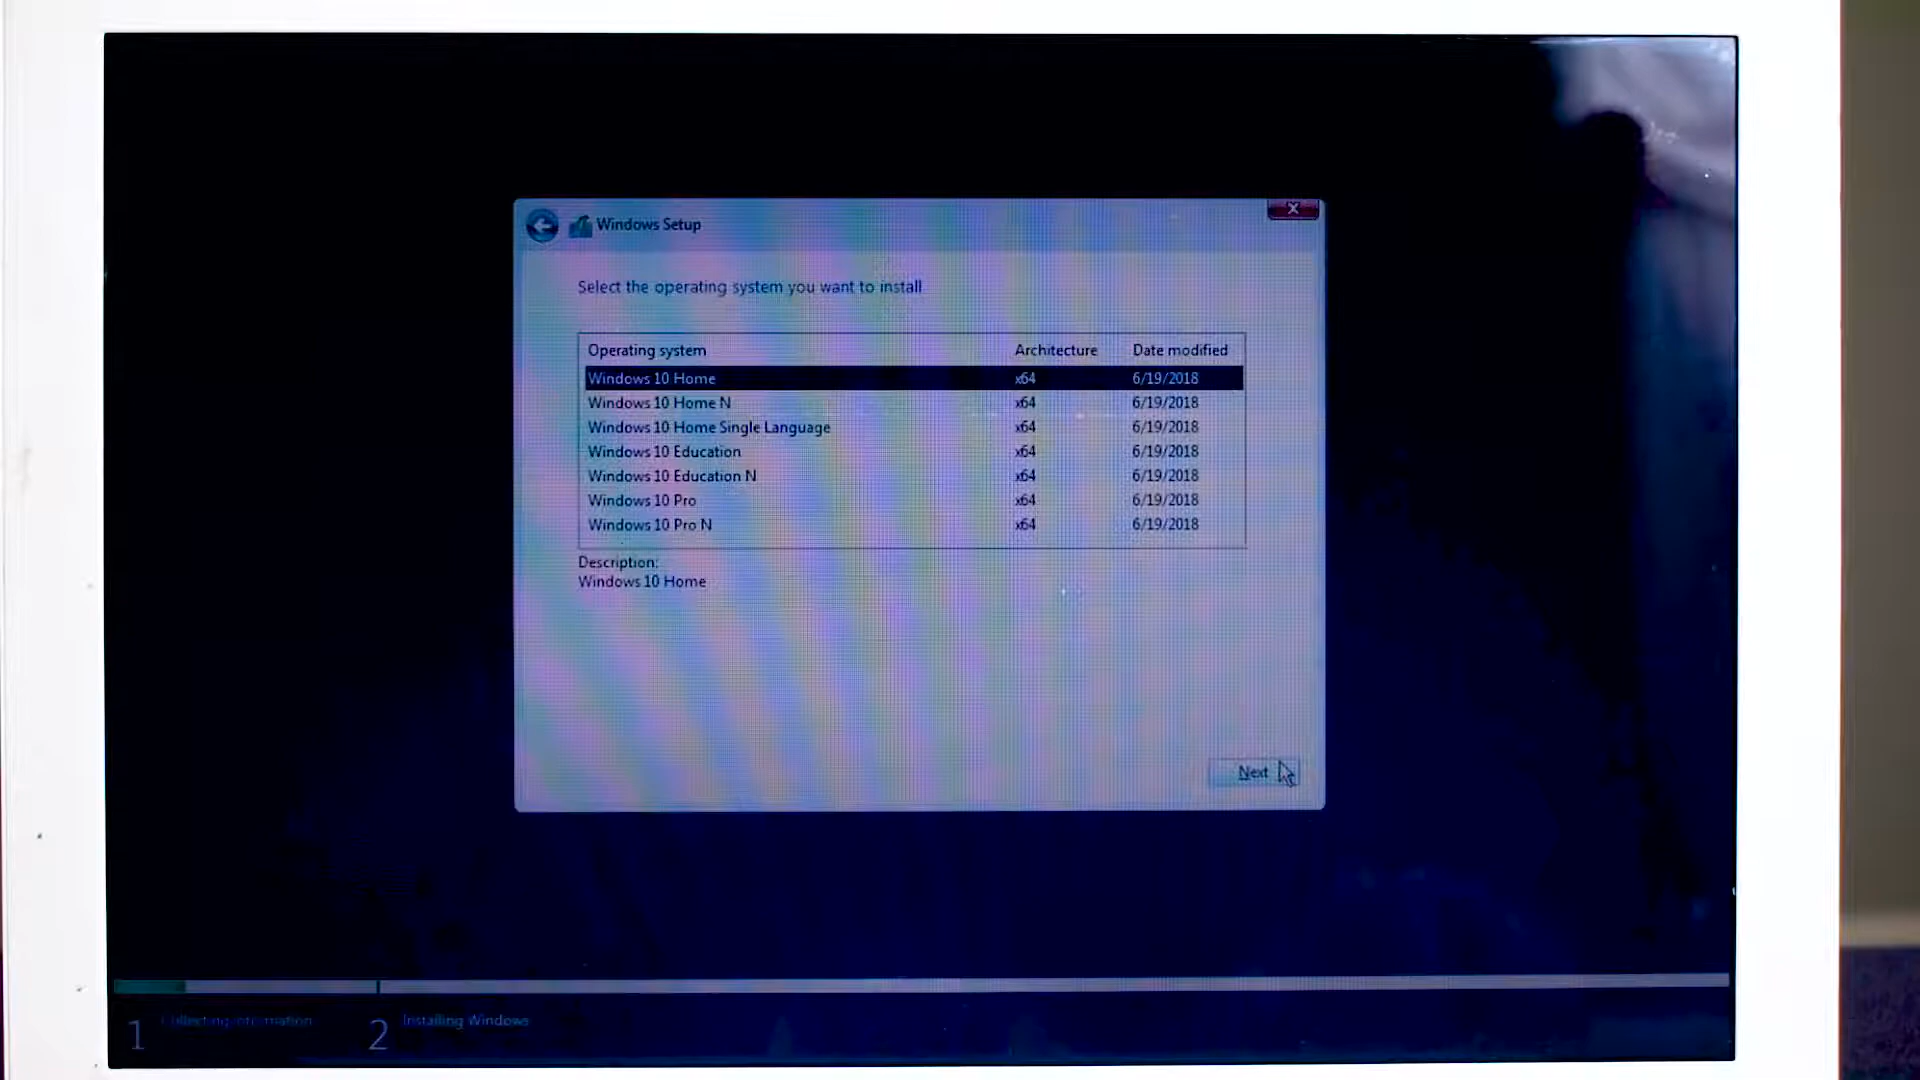 Windows Setup
Select the operating system you want to install
Operating system Architecture Date modified
Windows 10 Home x64 6/19/2018
Windows 10 Home N x64 6/19/2018
Windows 10 Home Single Language x64 6/19/2018
Windows 10 Education x64 6/19/2018
Windows 10 Education N x64 6/19/2018
Windows 10 Pro x64 6/19/2018
Windows 10 Pro N x64 6/19/2018
Description:
Windows 10 Home
Next
1 Collecting information 2 Installing Windows